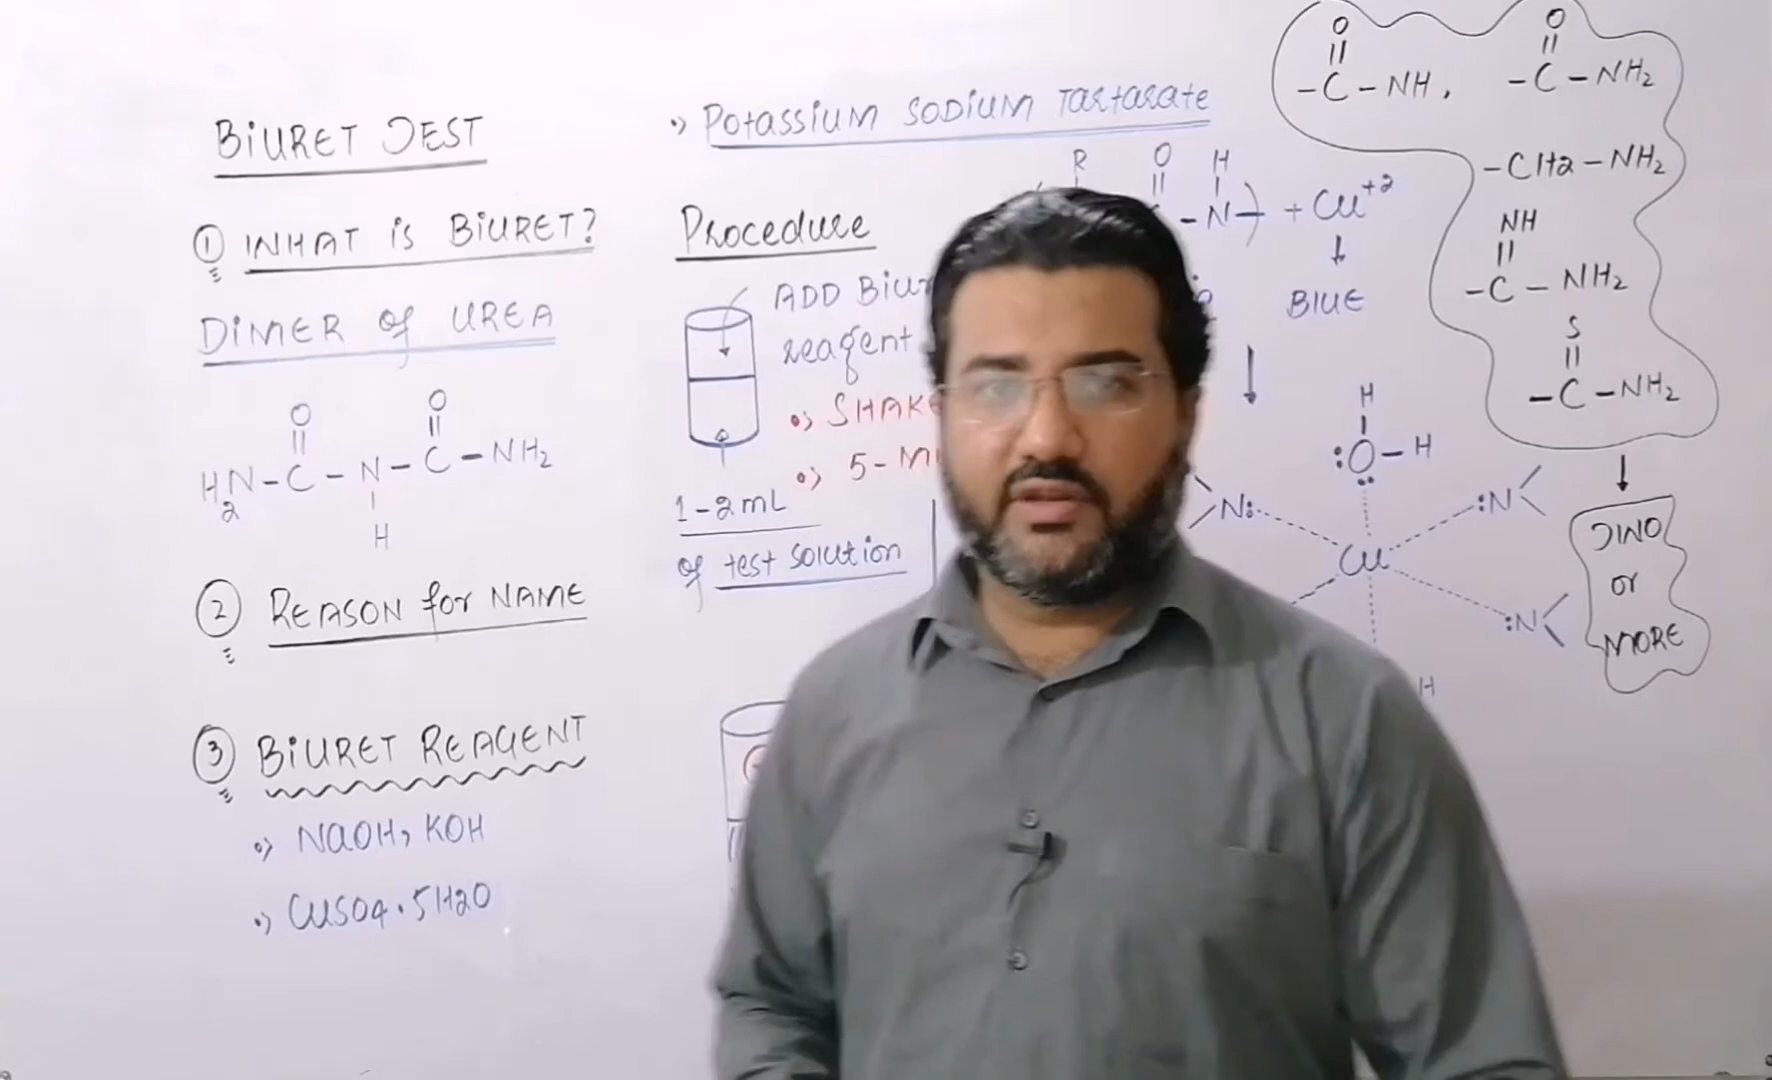 BiURET TEST
① WHAT is BiURET?
DiMER of UREA
O O
H2N-C-N-C-NH2
H
② REASON for NAME
③ BiURET REAGENT
NaOH, KOH
CuSO4.5H2O
Potassium SODiUM Tartarate
Procedure
ADD
reagent
5-
1-2mL
of test solution
R O H
-N- + Cu+2
BlUE
H
:O-H
N: :N
Cu
:N
H
O O
-C-NH, -C-NH2
-CH2-NH2
NH
-C-NH2
S
-C-NH2
TWO
or
MORE